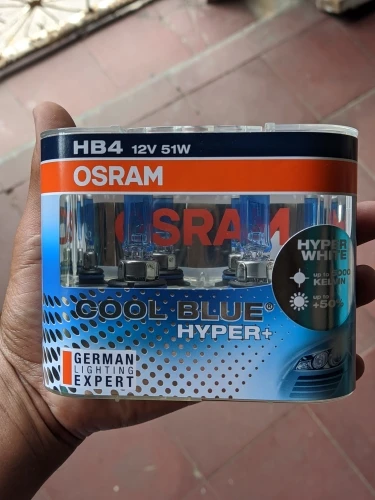 HB4 12V 51W
OSRAM
OSRAM
HYPER
WHITE
up to
KELVIN
up to
+50%
COOL BLUE®
HYPER+
GERMAN
LIGHTING
EXPERT